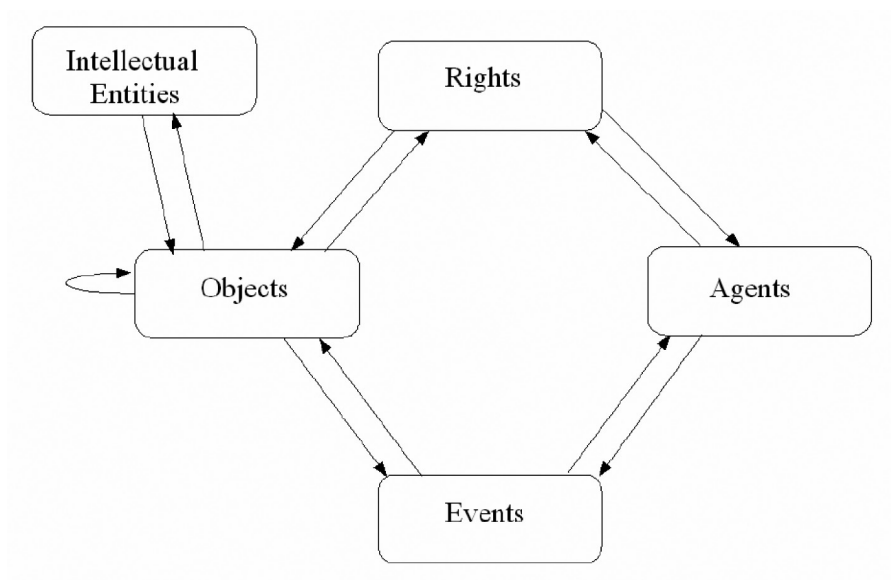 Intellectual
Entities
Rights
Objects
Agents
Events